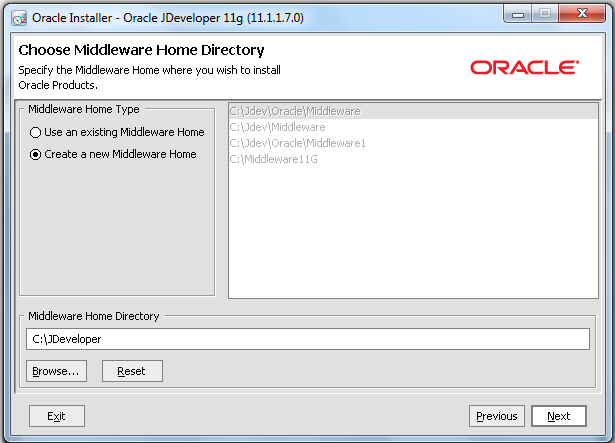 Oracle Installer - Oracle JDeveloper 11g (11.1.1.7.0)
Choose Middleware Home Directory
Specify the Middleware Home where you wish to install
Oracle Products.
ORACLE
Middleware Home Type
Use an existing Middleware Home
Create a new Middleware Home
C:\Jdev\Oracle\Middleware
C:\Jdev\Middleware
C:\Jdev\Oracle\Middleware1
C:\Middleware11G
Middleware Home Directory
C:\JDeveloper
Browse...
Reset
Exit
Previous
Next